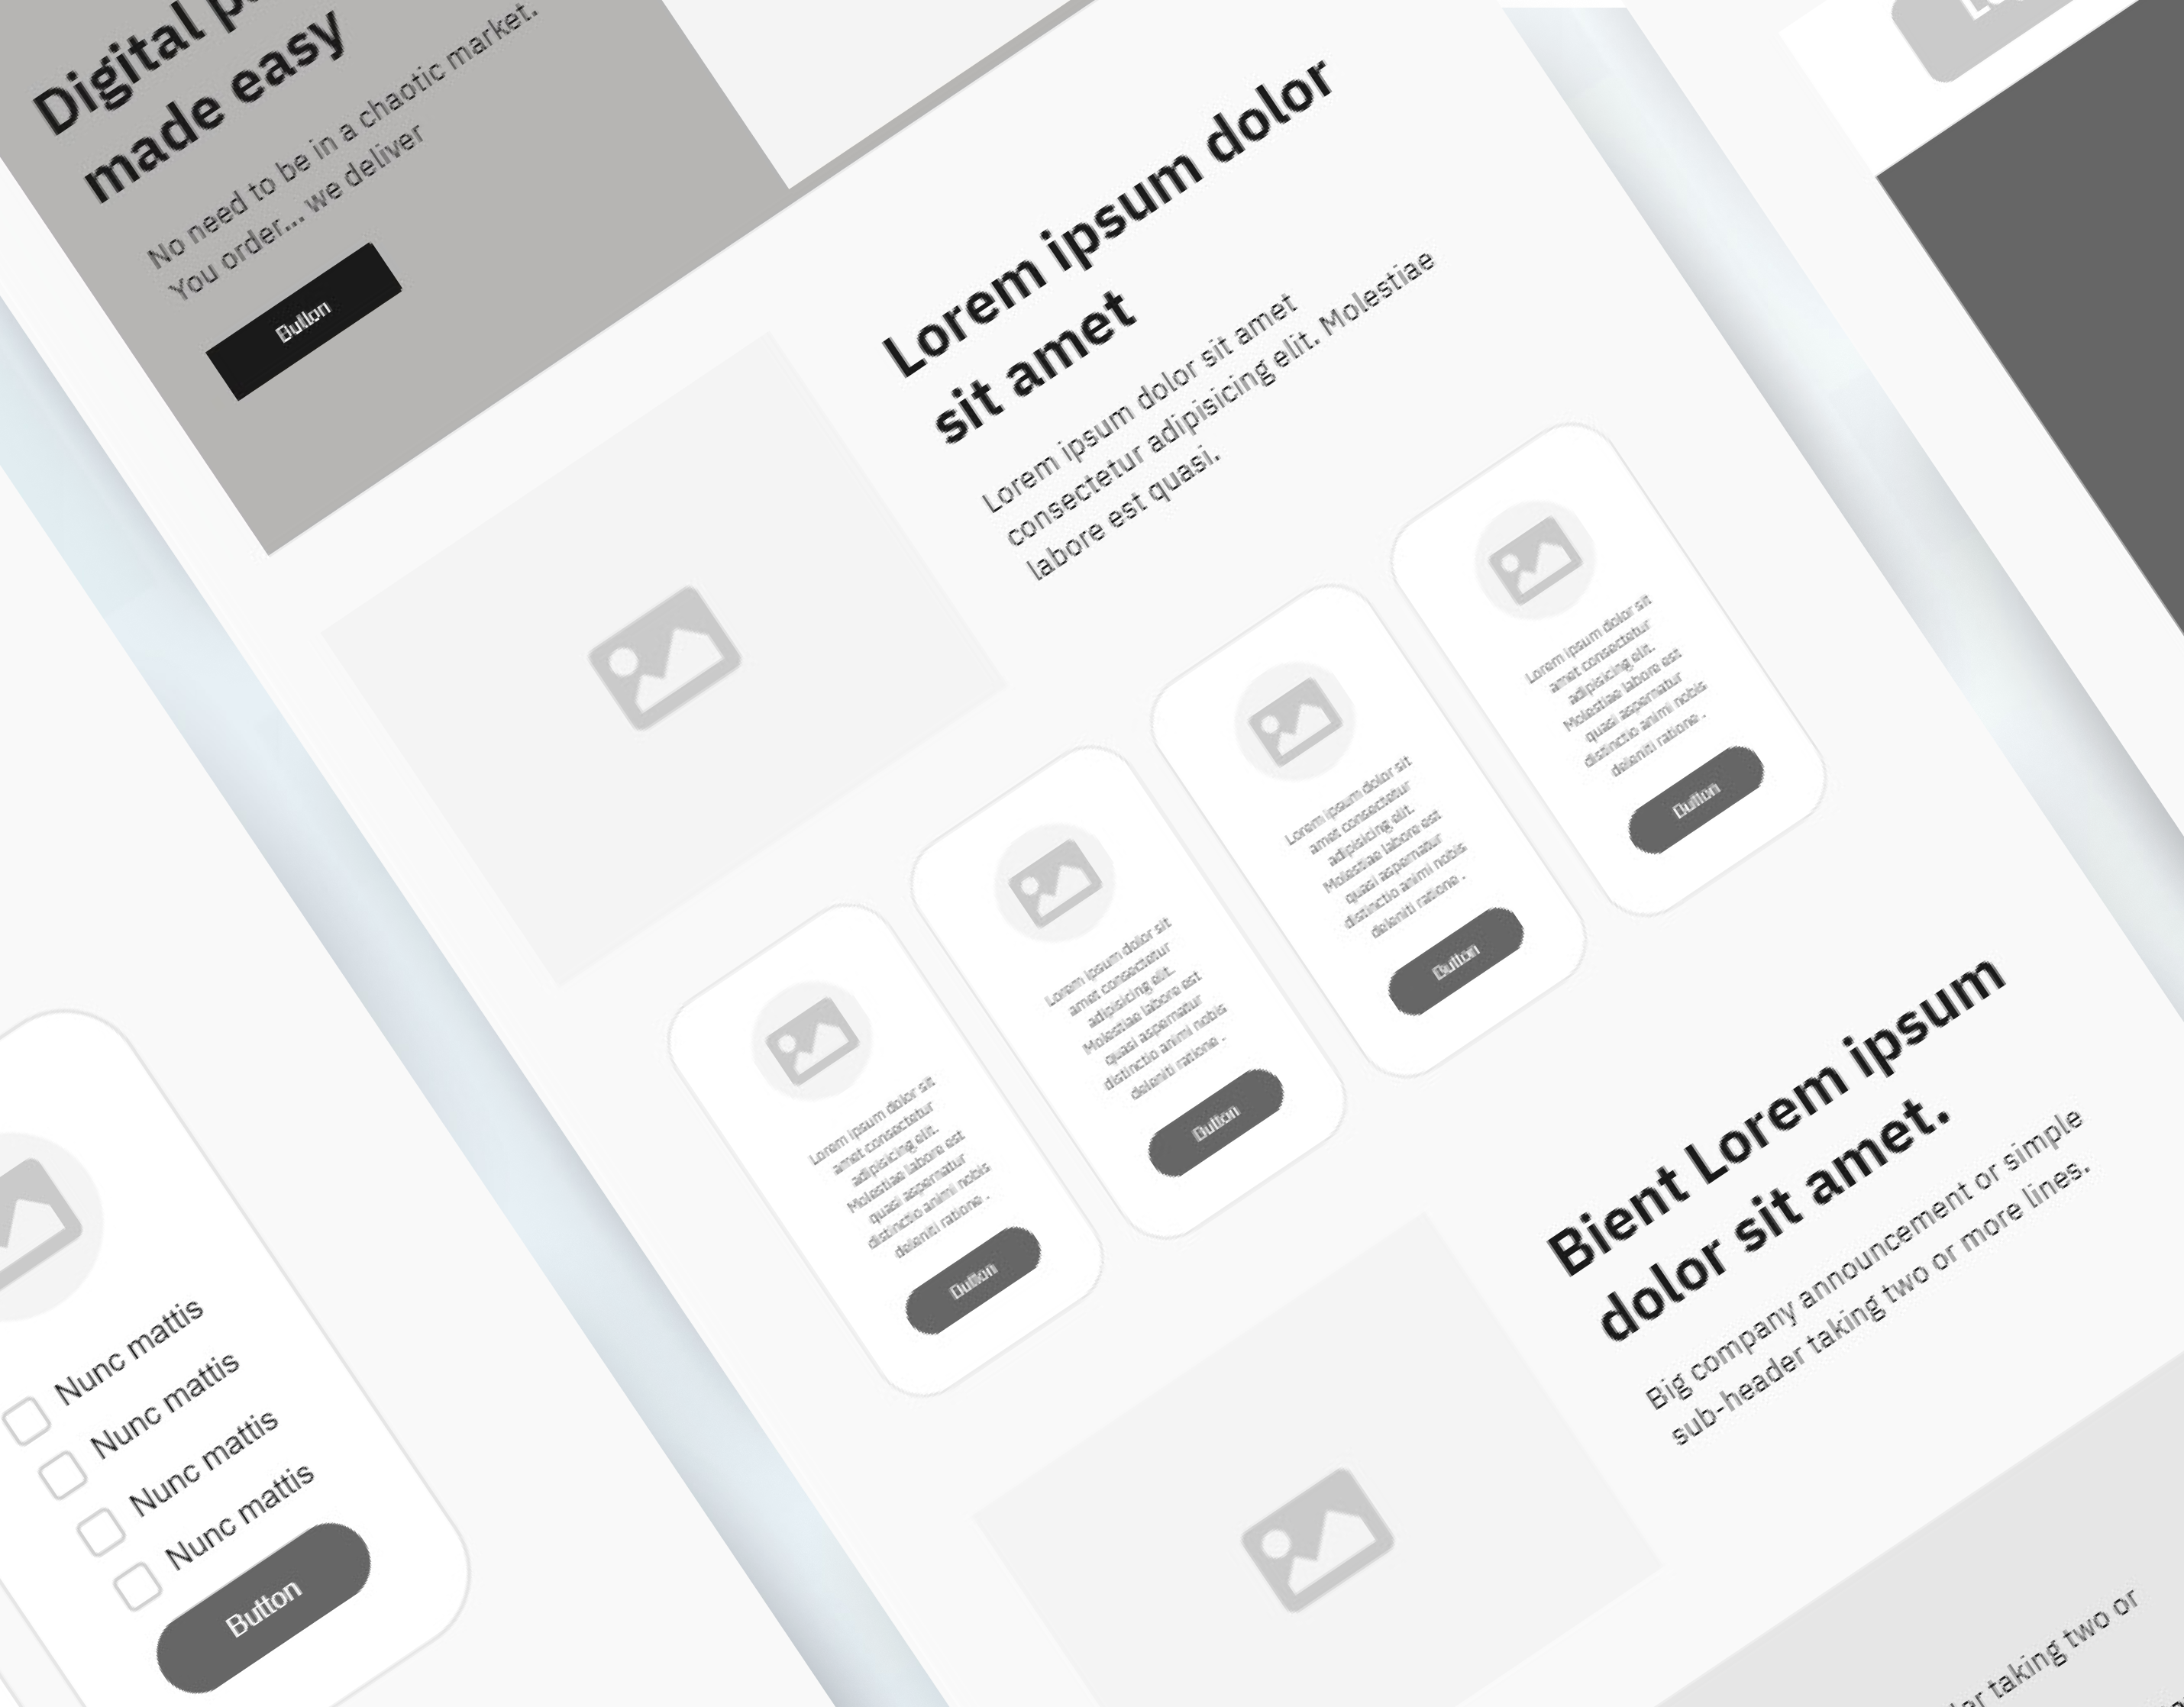 Digital
made easy
No need to be in a chaotic market.
You order... we deliver
Button
Lorem ipsum dolor
sit amet
Lorem ipsum dolor sit amet
consectetur adipisicing elit. Molestiae
labore est quasi.
Lorem ipsum dolor sit
amet consectetur
adipisicing elit.
Molestiae labore est
quasi aspernatur
distinctio animi nobis
deleniti ratione .
Button
Lorem ipsum dolor sit
amet consectetur
adipisicing elit.
Molestiae labore est
quasi aspernatur
distinctio animi nobis
deleniti ratione .
Button
Lorem ipsum dolor sit
amet consectetur
adipisicing elit.
Molestiae labore est
quasi aspernatur
distinctio animi nobis
deleniti ratione .
Button
Lorem ipsum dolor sit
amet consectetur
adipisicing elit.
Molestiae labore est
quasi aspernatur
distinctio animi nobis
deleniti ratione .
Button
Bient Lorem ipsum
dolor sit amet.
Big company announcement or simple
sub-header taking two or more lines.
taking two or
Nunc mattis
Nunc mattis
Nunc mattis
Nunc mattis
Button